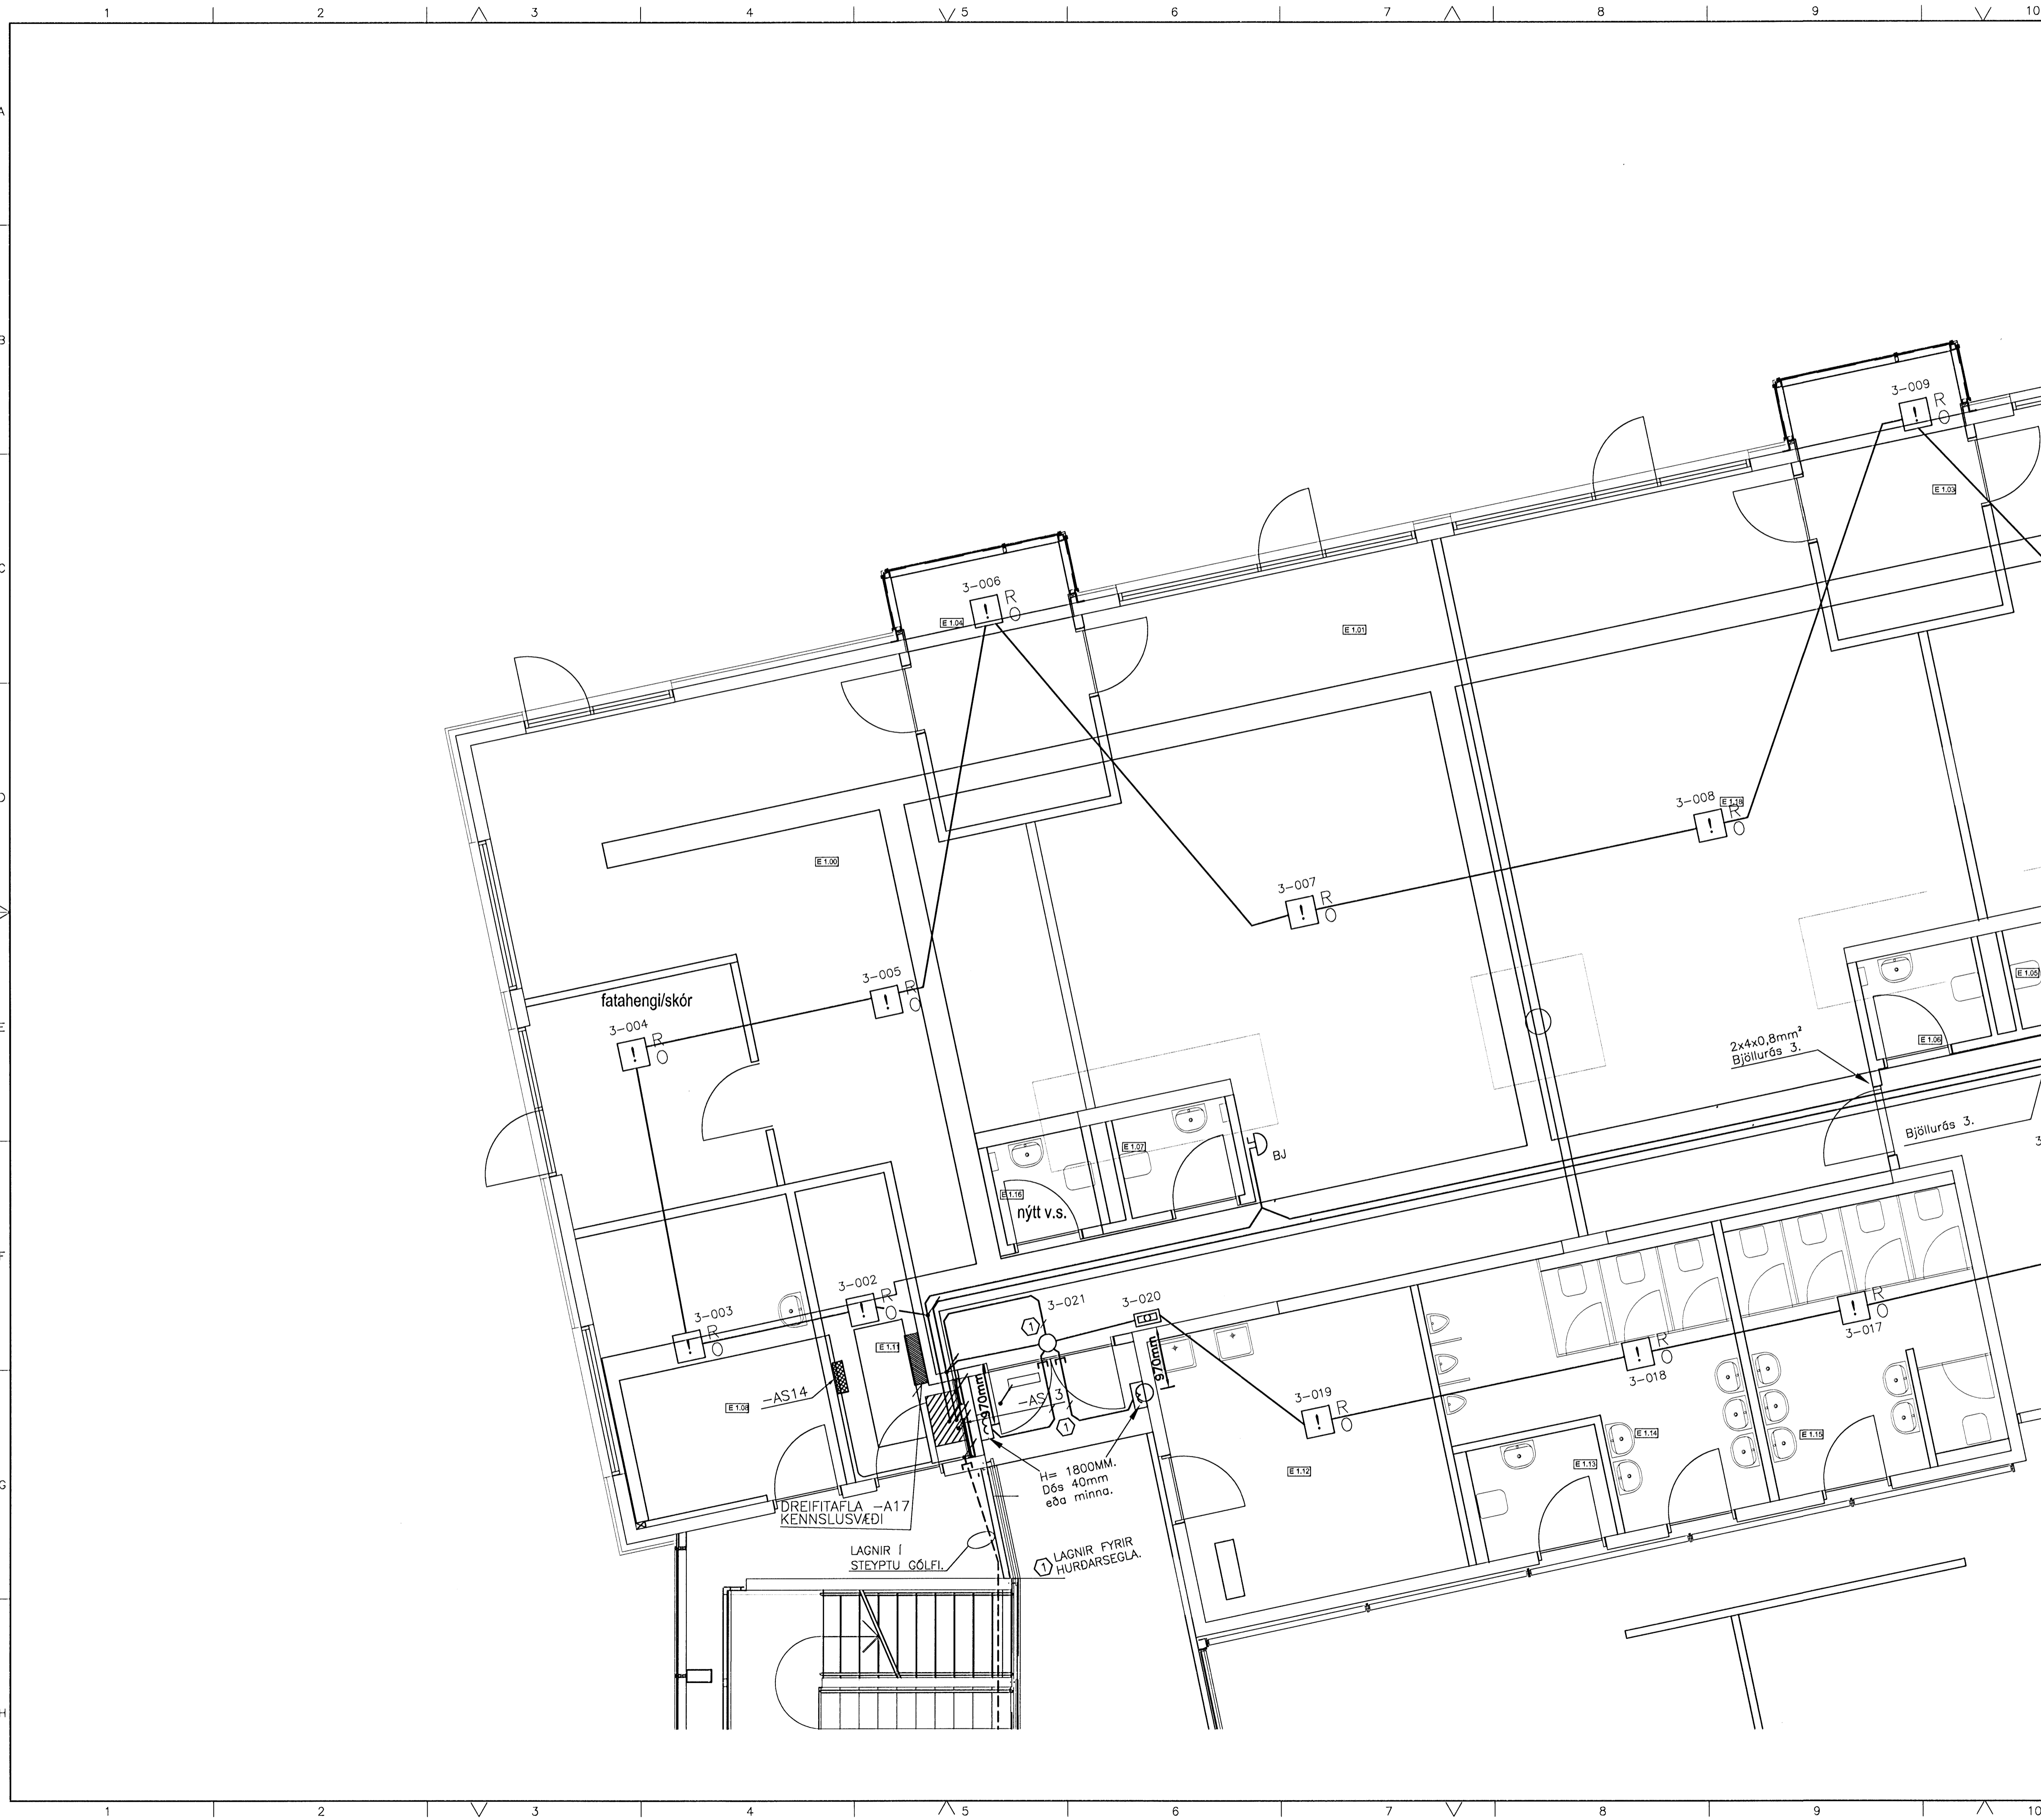 1 2 3 4 5 6 7 8 9 10
A
B
C
D
E
F
G
H
3-009
R
O
!
E 1.03
3-006
R
O
!
E 1.04
E 1.01
3-008
E 1.18
R
O
!
E 1.00
3-007
R
O
!
3-005
R
O
!
fatahengi/skór
3-004
R
O
!
E 1.05
2x4x0,8mm²
Bjöllurás 3.
E 1.06
Bjöllurás 3.
3
BJ
E 1.07
E 1.16
nýtt v.s.
3-002
R
O
!
3-003
R
O
!
3-021
3-020
1
E 1.11
970mm
970mm
3-017
R
O
!
3-018
R
O
!
3-019
R
O
!
-AS14
-AS13
1
E 1.08
E 1.14
E 1.15
E 1.13
E 1.12
H= 1800MM.
Dós 40mm
eða minna.
DREIFITAFLA -A17
KENNSLUSVÆÐI
LAGNIR Í
STEYPTU GÓLFI.
1 LAGNIR FYRIR
HURÐARSEGLA.
1 2 3 4 5 6 7 8 9 10